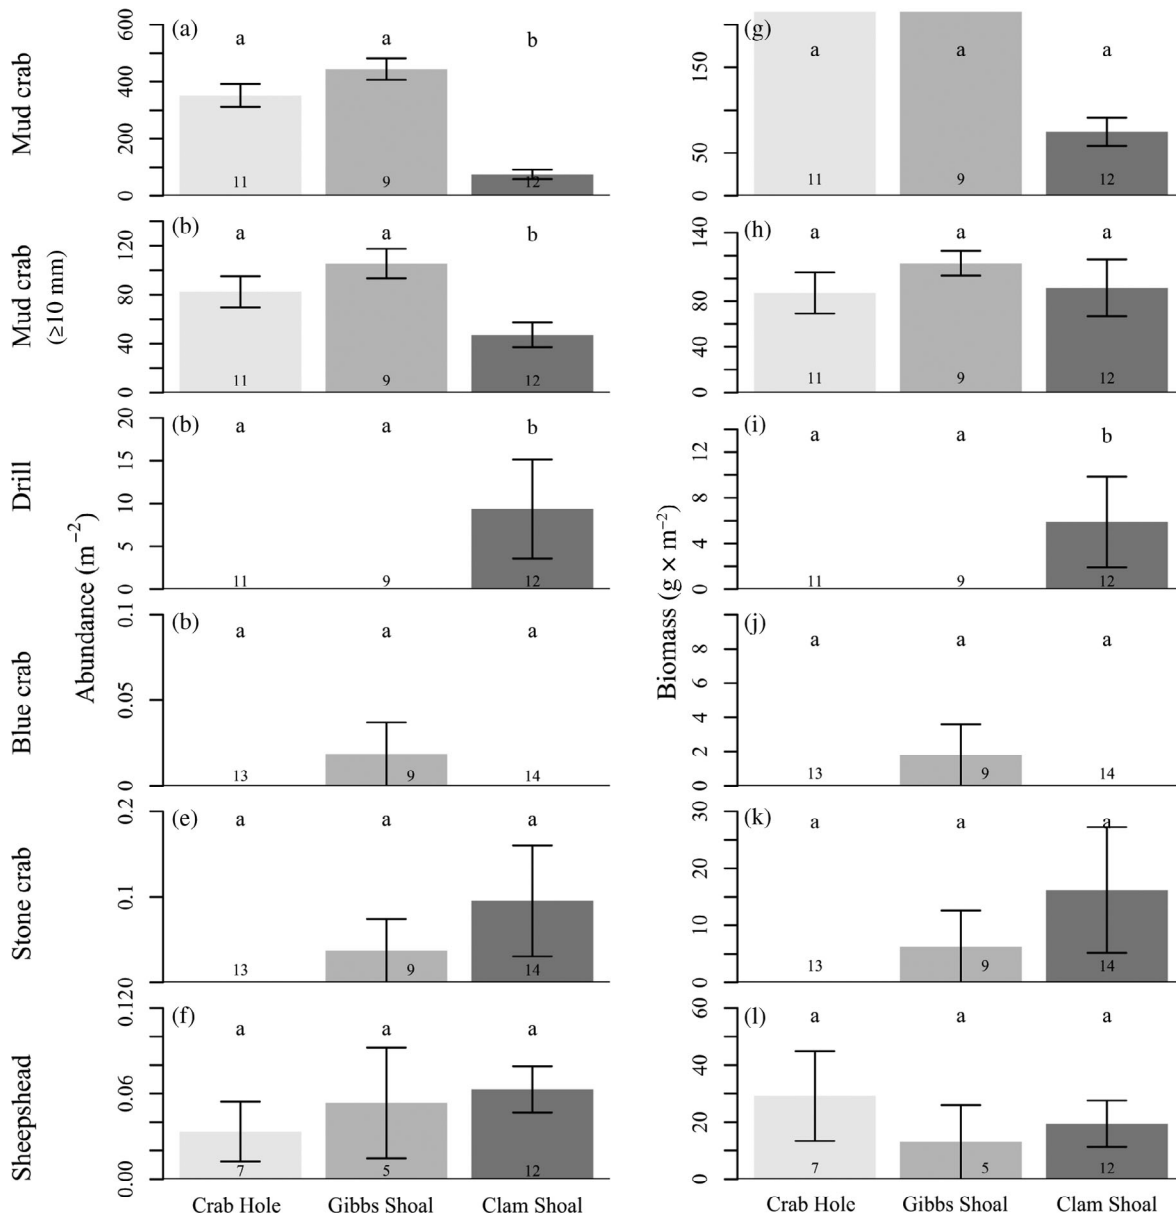 Mud crab
600
400
200
0
(a)
a a b
11 9 12
150
50
0
(g)
a a a
11 9 12
Mud crab
(≥10 mm)
120
80
40
0
(b)
a a b
11 9 12
140
80
40
0
(h)
a a a
11 9 12
Drill
20
15
10
5
0
(b)
a a b
11 9 12
12
8
4
0
(i)
a a b
11 9 12
Abundance (m⁻²)
Biomass (g × m⁻²)
Blue crab
0.1
0.05
0
(b)
a a a
13 9 14
8
6
4
2
0
(j)
a a a
13 9 14
Stone crab
0.2
0.1
0
(e)
a a a
13 9 14
30
20
10
0
(k)
a a a
13 9 14
Sheepshead
0.12
0.06
0.00
(f)
a a a
7 5 12
60
40
20
0
(l)
a a a
7 5 12
Crab Hole Gibbs Shoal Clam Shoal
Crab Hole Gibbs Shoal Clam Shoal